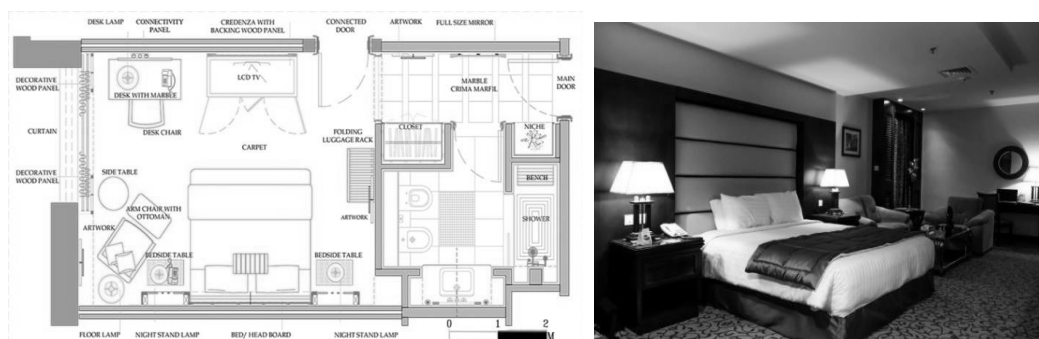 DESK LAMP
CONNECTIVITY
PANEL
CREDENZA WITH
BACKING WOOD PANEL
CONNECTED
DOOR
ARTWORK
FULL SIZE MIRROR
DECORATIVE
WOOD PANEL
LCD TV
DESK WITH MARBLE
MARBLE
CRIMA MARFIL
MAIN
DOOR
CURTAIN
DESK CHAIR
CARPET
FOLDING
LUGGAGE RACK
CLOSET
NICHE
DECORATIVE
WOOD PANEL
SIDE TABLE
BENCH
ARM CHAIR WITH
OTTOMAN
ARTWORK
SHOWER
ARTWORK
BEDSIDE TABLE
BEDSIDE TABLE
FLOOR LAMP
NIGHT STAND LAMP
BED/ HEAD BOARD
NIGHT STAND LAMP
0 1 2
M